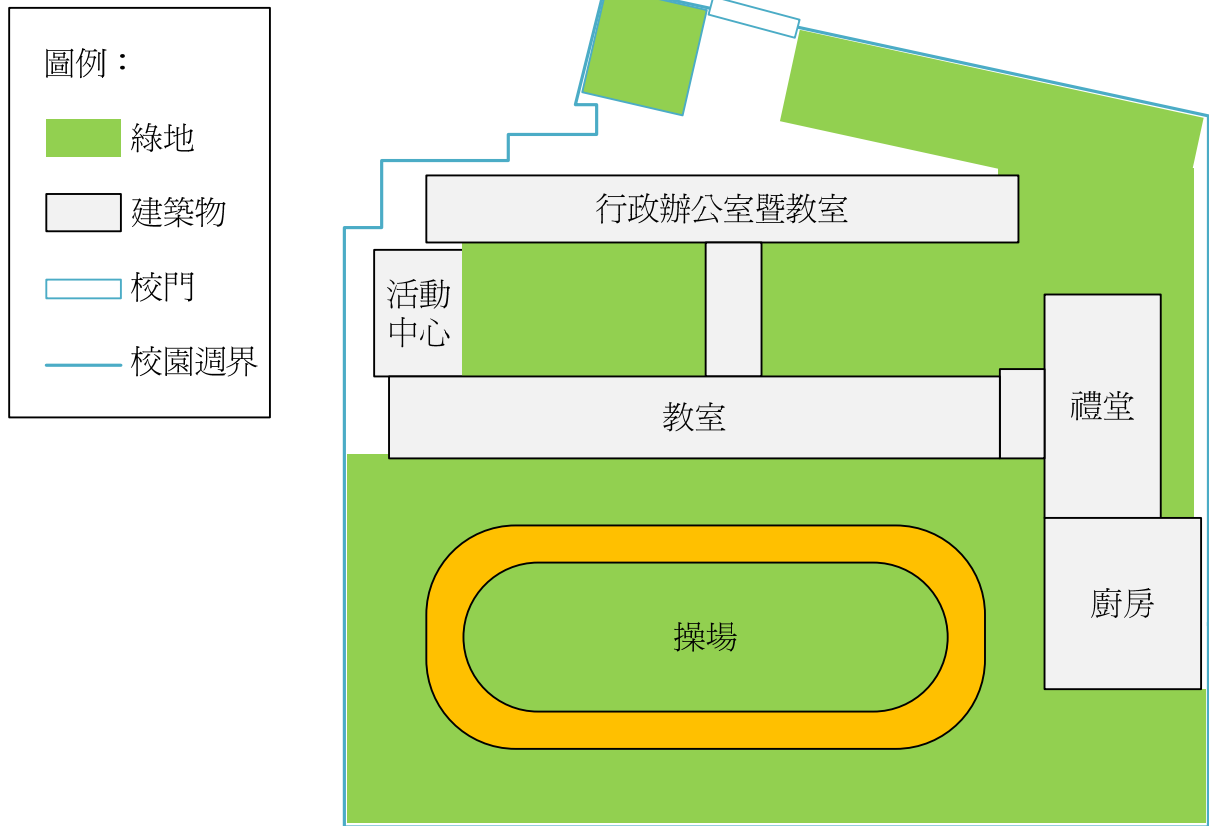 圖例：
綠地
建築物
校門
校園週界
行政辦公室暨教室
活動
中心
教室
禮堂
廚房
操場